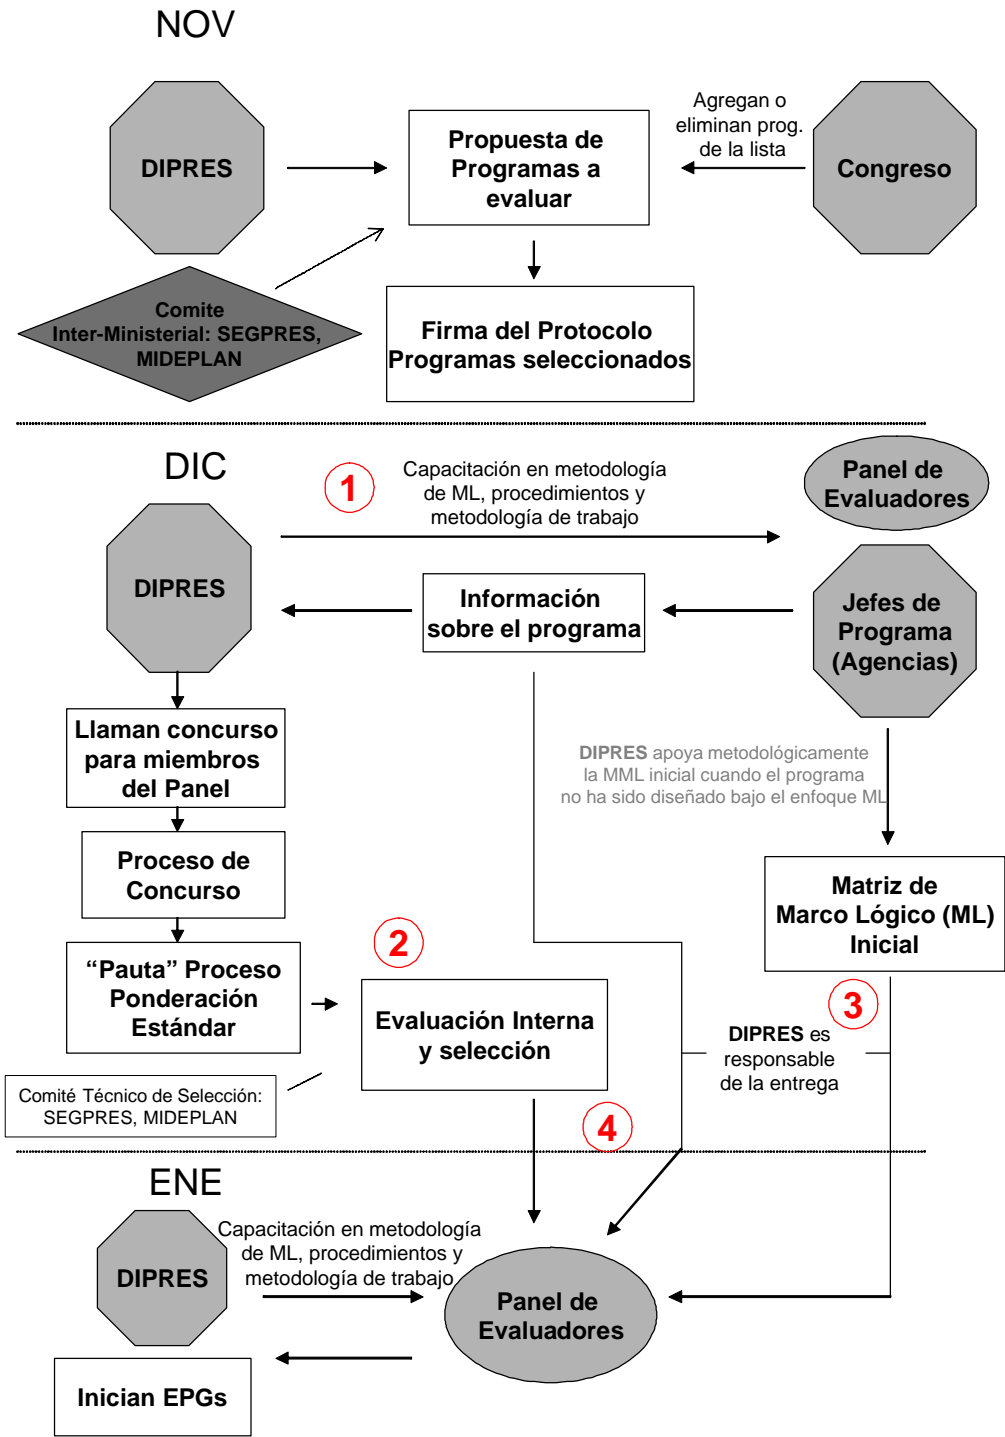 NOV
DIPRES
Propuesta de
Programas a
evaluar
Agregan o
eliminan prog.
de la lista
Congreso
Comite
Inter-Ministerial: SEGPRES,
MIDEPLAN
Firma del Protocolo
Programas seleccionados
DIC
1
Capacitación en metodología
de ML, procedimientos y
metodología de trabajo
Panel de
Evaluadores
DIPRES
Información
sobre el programa
Jefes de
Programa
(Agencias)
Llaman concurso
para miembros
del Panel
DIPRES apoya metodológicamente
la MML inicial cuando el programa
no ha sido diseñado bajo el enfoque ML
Proceso de
Concurso
Matriz de
Marco Lógico (ML)
Inicial
2
“Pauta” Proceso
Ponderación
Estándar
Evaluación Interna
y selección
3
DIPRES es
responsable
de la entrega
Comité Técnico de Selección:
SEGPRES, MIDEPLAN
4
ENE
DIPRES
Capacitación en metodología
de ML, procedimientos y
metodología de trabajo
Panel de
Evaluadores
Inician EPGs